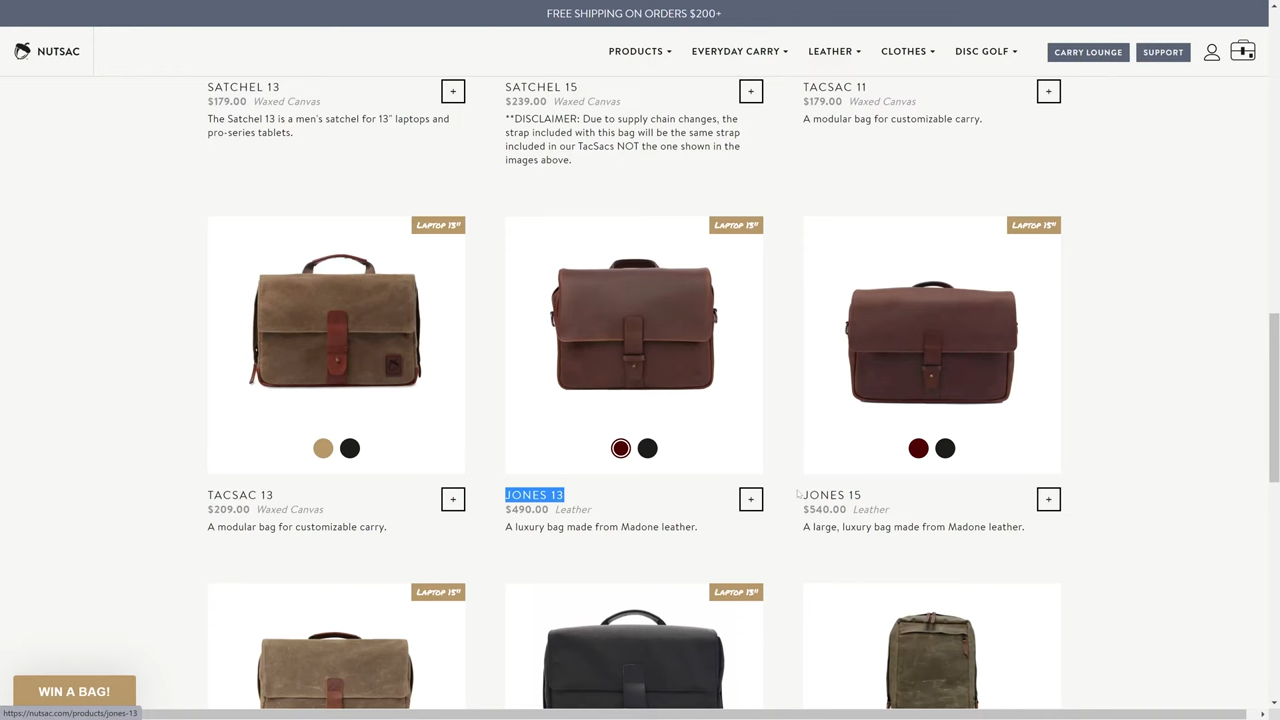 FREE SHIPPING ON ORDERS $200+
NUTSAC
PRODUCTS
EVERYDAY CARRY
LEATHER
CLOTHES
DISC GOLF
CARRY LOUNGE
SUPPORT
SATCHEL 13
$179.00 Waxed Canvas
+
The Satchel 13 is a men's satchel for 13" laptops and
pro-series tablets.
SATCHEL 15
$239.00 Waxed Canvas
+
**DISCLAIMER: Due to supply chain changes, the
strap included with this bag will be the same strap
included in our TacSacs NOT the one shown in the
images above.
TACSAC 11
$179.00 Waxed Canvas
+
A modular bag for customizable carry.
LAPTOP 13"
TACSAC 13
$209.00 Waxed Canvas
+
A modular bag for customizable carry.
LAPTOP 13"
JONES 13
$490.00 Leather
+
A luxury bag made from Madone leather.
LAPTOP 15"
JONES 15
$540.00 Leather
+
A large, luxury bag made from Madone leather.
LAPTOP 15"
LAPTOP 15"
WIN A BAG!
https://nutsac.com/products/jones-13